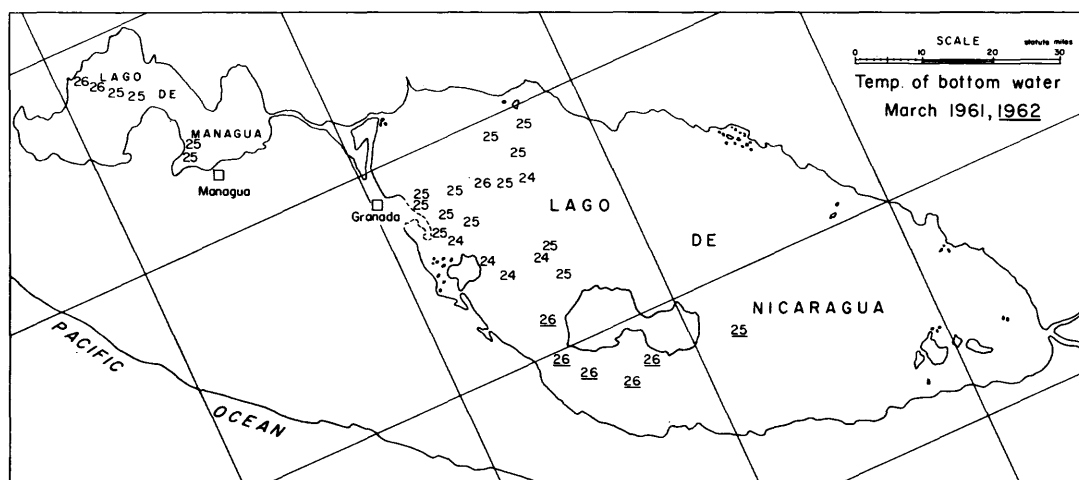 SCALE
statute miles
0 10 20 30
Temp. of bottom water
March 1961, 1962
LAGO
DE
MANAGUA
26 26 25 25
25
25
Managua
Granada
25
25
25
25 26 25 24
25
25
25
25
25
25
24
24
24
25
24
25
LAGO
DE
NICARAGUA
26
25
26
26
26
26
PACIFIC
OCEAN